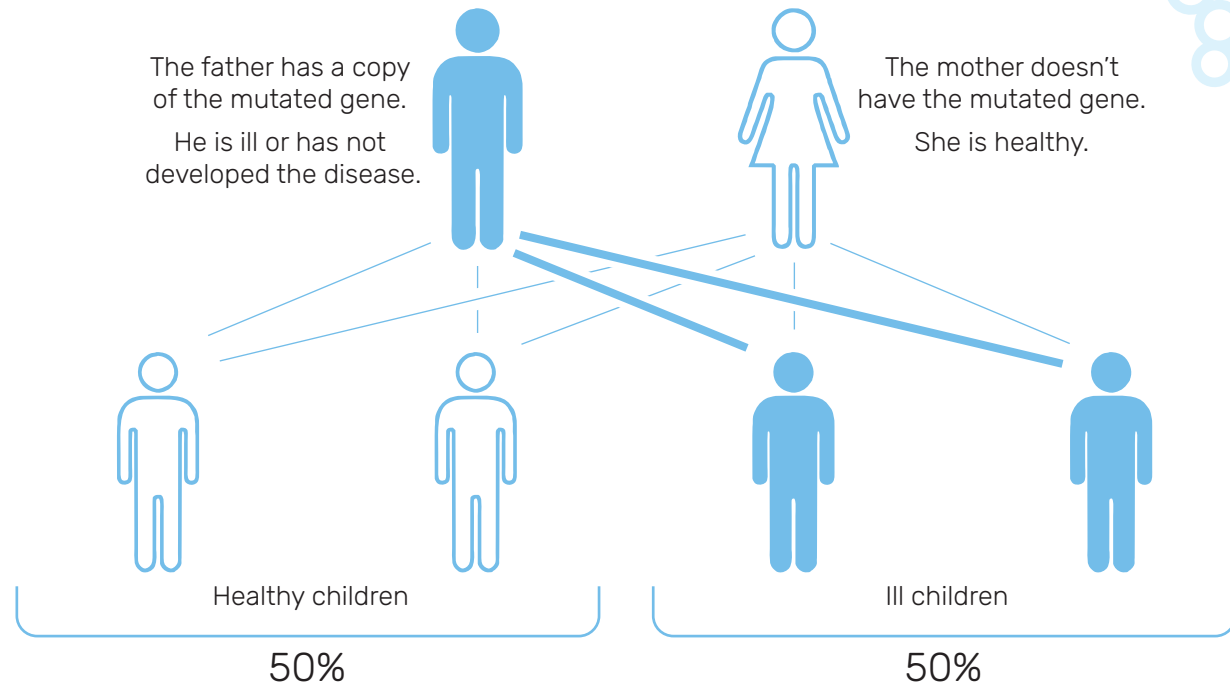 The father has a copy
of the mutated gene.
He is ill or has not
developed the disease.
The mother doesn't
have the mutated gene.
She is healthy.
Healthy children
Ill children
50%
50%